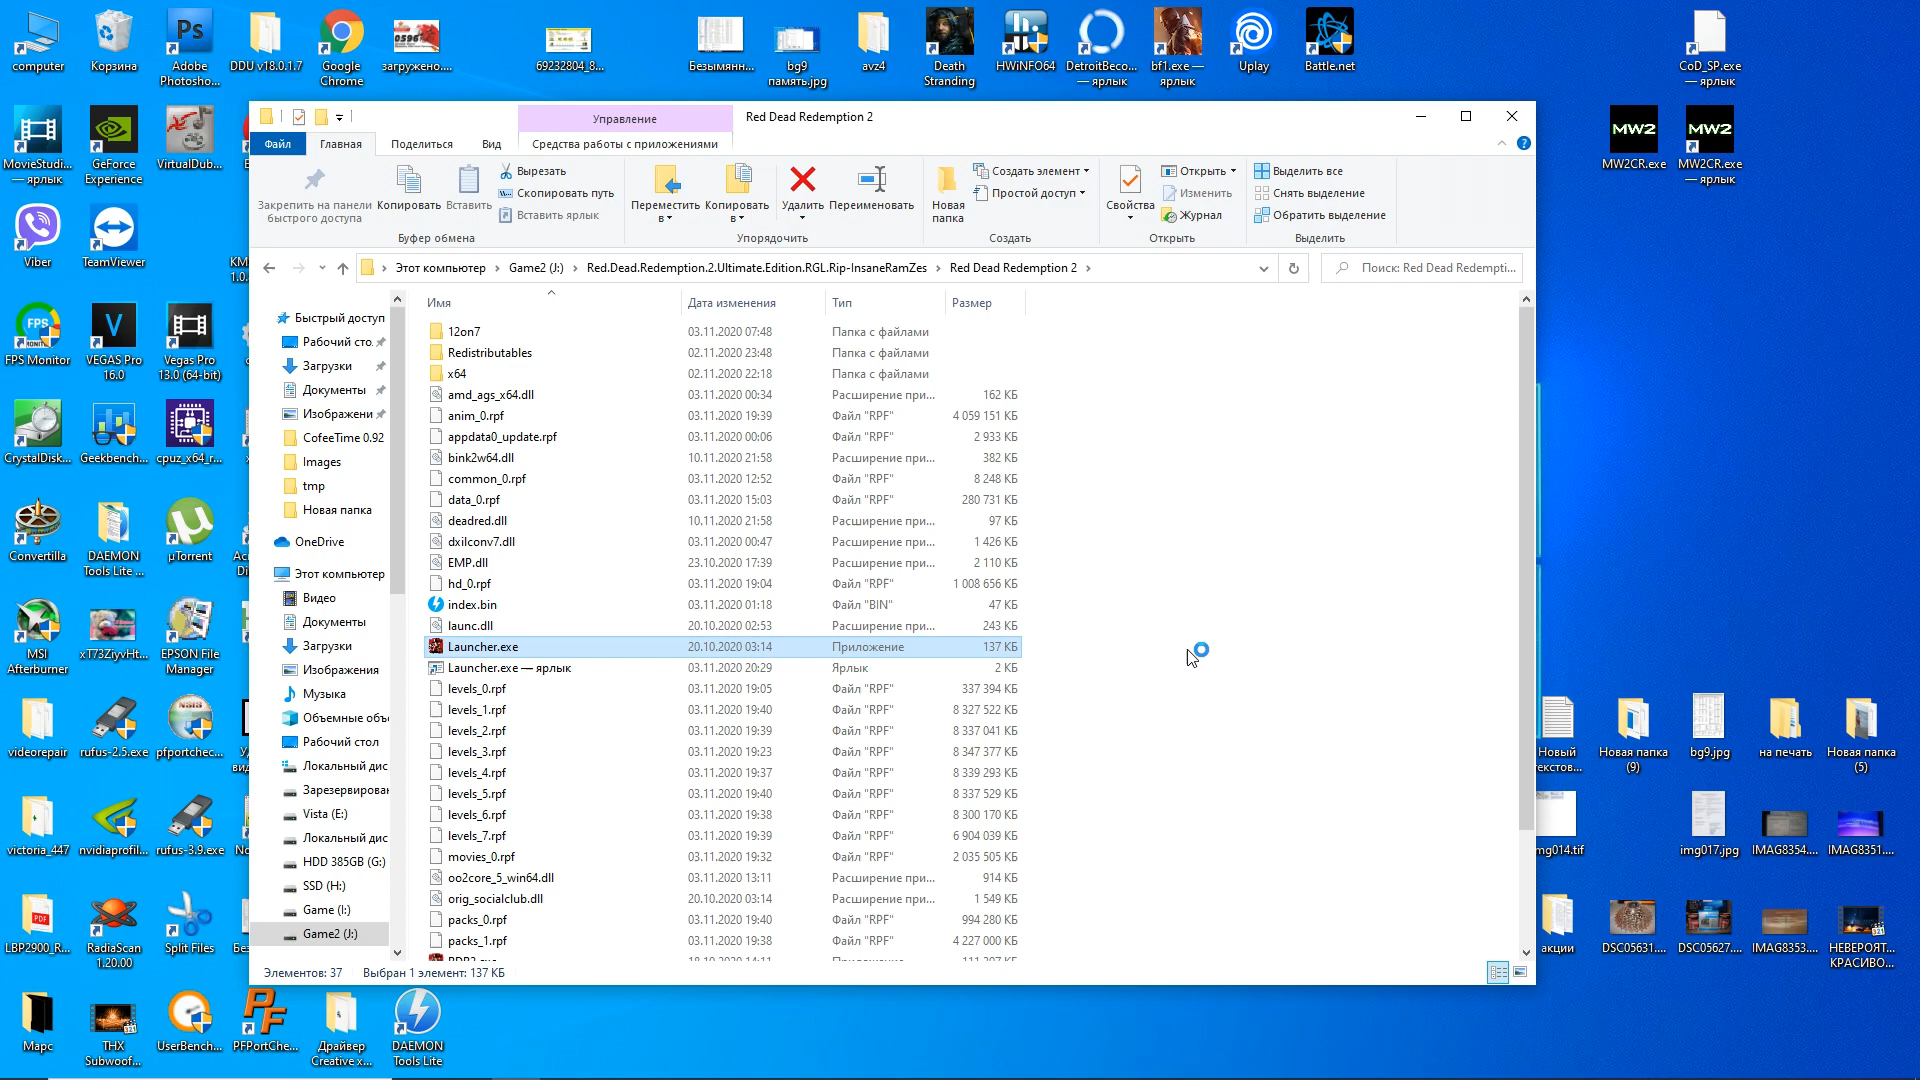 computer
Корзина
Adobe
Photosho...
DDU v18.0.1.7
Google
Chrome
загружено....
69232804_8...
Безымянн...
bg9
память.jpg
avz4
Death
Stranding
HWiNFO64
DetroitBeco...
— ярлык
bf1.exe —
ярлык
Uplay
Battle.net
CoD_SP.exe
— ярлык
MovieStudi...
— ярлык
GeForce
Experience
VirtualDub...
MW2
MW2CR.exe
MW2
MW2CR.exe
— ярлык
Viber
TeamViewer
FPS Monitor
VEGAS Pro
16.0
Vegas Pro
13.0 (64-bit)
CrystalDisk...
Geekbench...
cpuz_x64_r...
Convertilla
DAEMON
Tools Lite ...
µTorrent
MSI
Afterburner
xT73ZiyvHt...
EPSON File
Manager
videorepair
rufus-2.5.exe
pfportchec...
victoria_447
nvidiaprofil...
rufus-3.9.exe
LBP2900_R...
RadiaScan
1.20.00
Split Files
Марс
THX
Subwoof...
UserBench...
PFPortChe...
Драйвер
Creative x...
DAEMON
Tools Lite
Управление
Red Dead Redemption 2
Файл
Главная
Поделиться
Вид
Средства работы с приложениями
Закрепить на панели
быстрого доступа
Копировать
Вставить
Вырезать
Скопировать путь
Вставить ярлык
Буфер обмена
Переместить
в
Копировать
в
Удалить
Переименовать
Упорядочить
Новая
папка
Создать элемент
Простой доступ
Создать
Свойства
Открыть
Изменить
Журнал
Открыть
Выделить все
Снять выделение
Обратить выделение
Выделить
Этот компьютер › Game2 (J:) › Red.Dead.Redemption.2.Ultimate.Edition.RGL.Rip-InsaneRamZes › Red Dead Redemption 2 ›
Поиск: Red Dead Redempti...
Быстрый доступ
Рабочий сто.
Загрузки
Документы
Изображени
CofeeTime 0.92
Images
tmp
Новая папка
OneDrive
Этот компьютер
Видео
Документы
Загрузки
Изображения
Музыка
Объемные объ
Рабочий стол
Локальный дис
Зарезервирован
Vista (E:)
Локальный дис
HDD 385GB (G:)
SSD (H:)
Game (I:)
Game2 (J:)
Имя Дата изменения Тип Размер
12on7 03.11.2020 07:48 Папка с файлами
Redistributables 02.11.2020 23:48 Папка с файлами
x64 02.11.2020 22:18 Папка с файлами
amd_ags_x64.dll 03.11.2020 00:34 Расширение при... 162 КБ
anim_0.rpf 03.11.2020 19:39 Файл "RPF" 4 059 151 КБ
appdata0_update.rpf 03.11.2020 00:06 Файл "RPF" 2 933 КБ
bink2w64.dll 10.11.2020 21:58 Расширение при... 382 КБ
common_0.rpf 03.11.2020 12:52 Файл "RPF" 8 248 КБ
data_0.rpf 03.11.2020 15:03 Файл "RPF" 280 731 КБ
deadred.dll 10.11.2020 21:58 Расширение при... 97 КБ
dxilconv7.dll 03.11.2020 00:47 Расширение при... 1 426 КБ
EMP.dll 23.10.2020 17:39 Расширение при... 2 110 КБ
hd_0.rpf 03.11.2020 19:04 Файл "RPF" 1 008 656 КБ
index.bin 03.11.2020 01:18 Файл "BIN" 47 КБ
launc.dll 20.10.2020 02:53 Расширение при... 243 КБ
Launcher.exe 20.10.2020 03:14 Приложение 137 КБ
Launcher.exe — ярлык 03.11.2020 20:29 Ярлык 2 КБ
levels_0.rpf 03.11.2020 19:05 Файл "RPF" 337 394 КБ
levels_1.rpf 03.11.2020 19:40 Файл "RPF" 8 327 522 КБ
levels_2.rpf 03.11.2020 19:39 Файл "RPF" 8 337 041 КБ
levels_3.rpf 03.11.2020 19:23 Файл "RPF" 8 347 377 КБ
levels_4.rpf 03.11.2020 19:37 Файл "RPF" 8 339 293 КБ
levels_5.rpf 03.11.2020 19:40 Файл "RPF" 8 337 529 КБ
levels_6.rpf 03.11.2020 19:38 Файл "RPF" 8 300 170 КБ
levels_7.rpf 03.11.2020 19:39 Файл "RPF" 6 904 039 КБ
movies_0.rpf 03.11.2020 19:32 Файл "RPF" 2 035 505 КБ
oo2core_5_win64.dll 03.11.2020 13:11 Расширение при... 914 КБ
orig_socialclub.dll 20.10.2020 03:14 Расширение при... 1 549 КБ
packs_0.rpf 03.11.2020 19:40 Файл "RPF" 994 280 КБ
packs_1.rpf 03.11.2020 19:38 Файл "RPF" 4 227 000 КБ
Элементов: 37 Выбран 1 элемент: 137 КБ
Новый
текстов...
Новая папка
(9)
bg9.jpg
на печать
Новая папка
(5)
mg014.tif
img017.jpg
IMAG8354....
IMAG8351....
акции
DSC05631....
DSC05627....
IMAG8353....
НЕВЕРОЯТ...
КРАСИВО...